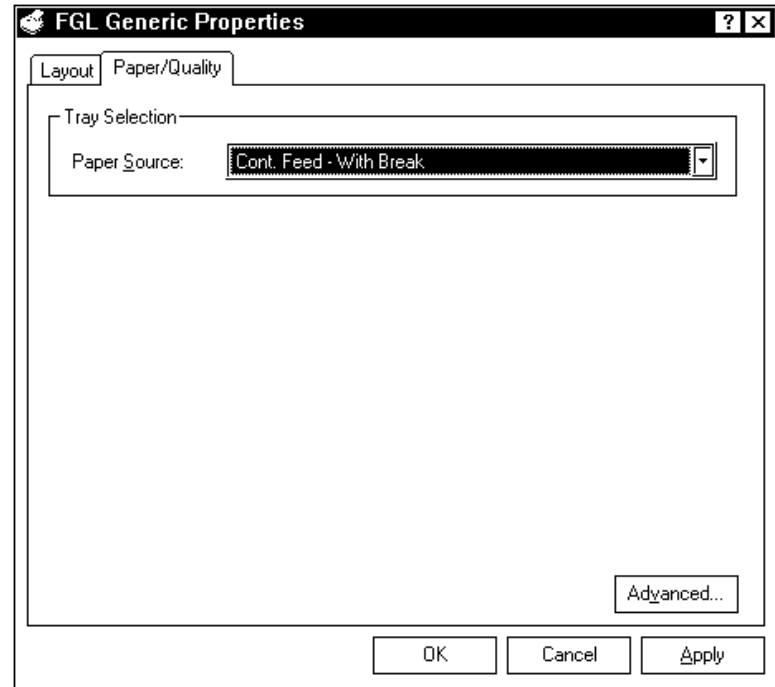 FGL Generic Properties
Layout Paper/Quality
Tray Selection
Paper Source: Cont. Feed - With Break
Advanced...
OK Cancel Apply